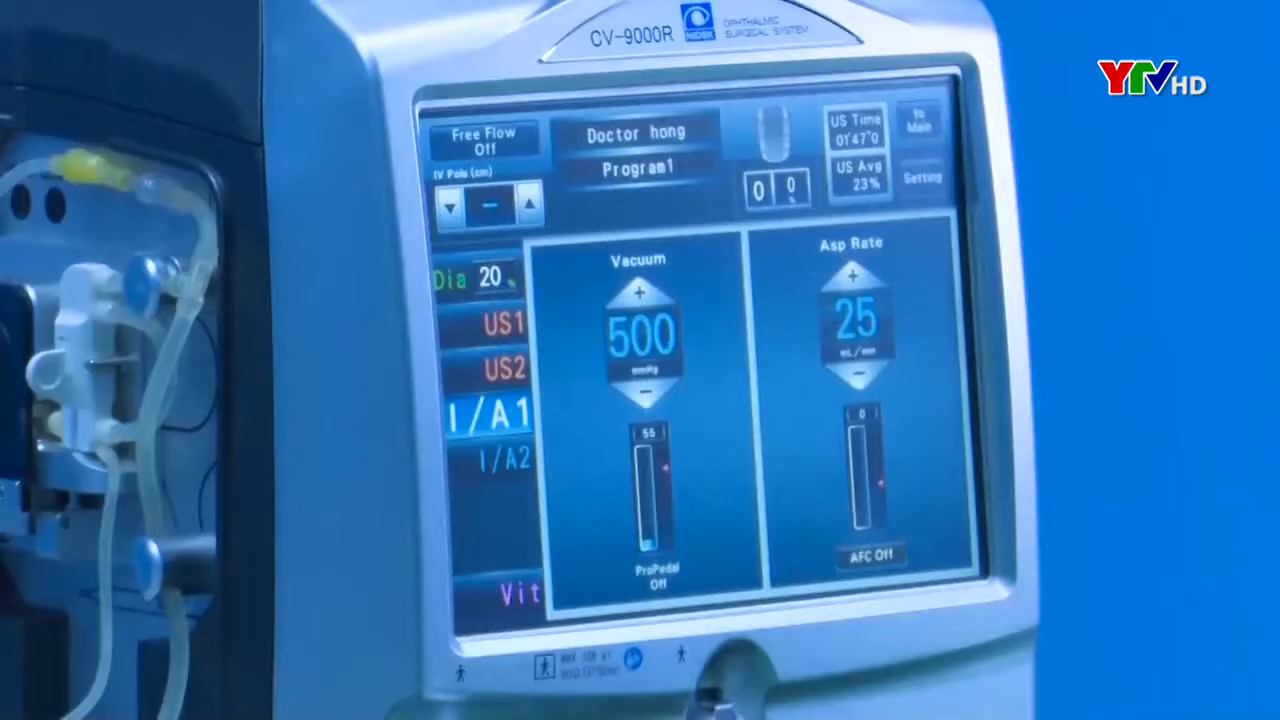 CV-9000R
NIDEK
OPHTHALMIC
SURGICAL SYSTEM
YTV HD
Free Flow
Off
Doctor hong
Program1
US Time
01'47"0
US Avg
23%
to
Main
Setting
IV Pole (cm)
0 0 %
Dia 20 %
US1
US2
I/A1
I/A2
Vit
Vacuum
+
500
mmHg
-
55
ProPedal
Off
Asp Rate
+
25
mL/min
-
0
AFC Off